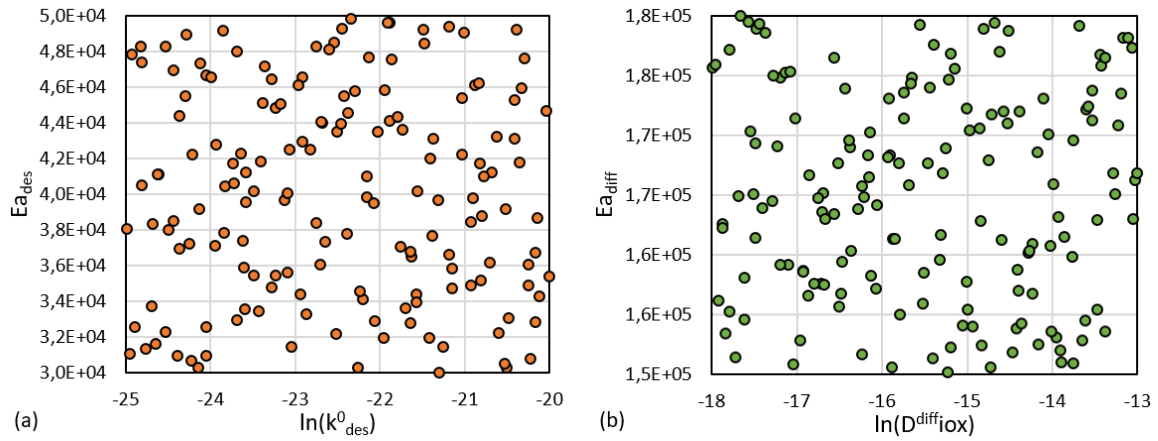 5,0E+04
4,8E+04
4,6E+04
4,4E+04
4,2E+04
4,0E+04
3,8E+04
3,6E+04
3,4E+04
3,2E+04
3,0E+04
Ea_des
-25 -24 -23 -22 -21 -20
(a) ln(k⁰_des)
1,8E+05
1,8E+05
1,7E+05
1,7E+05
1,6E+05
1,6E+05
1,5E+05
Ea_diff
-18 -17 -16 -15 -14 -13
(b) ln(D^diffiox)